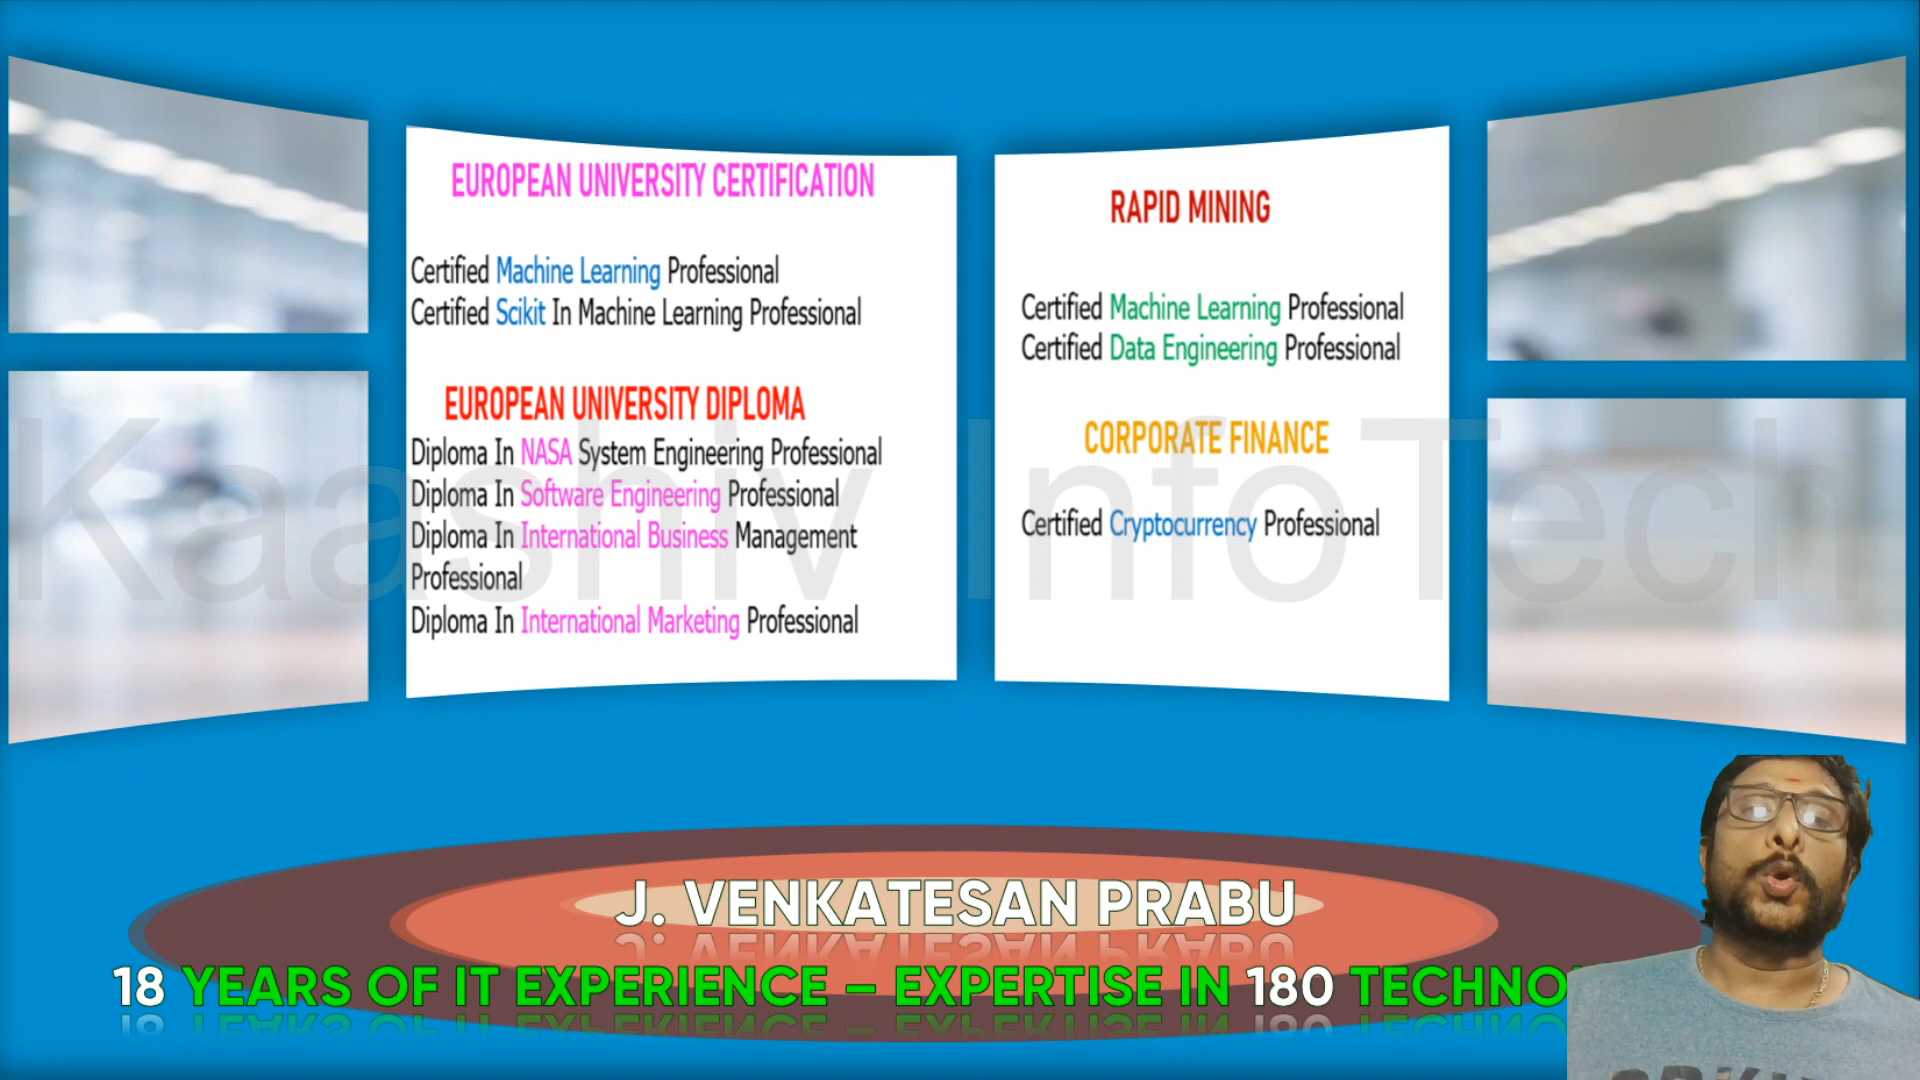 EUROPEAN UNIVERSITY CERTIFICATION
Certified Machine Learning Professional
Certified Scikit In Machine Learning Professional
EUROPEAN UNIVERSITY DIPLOMA
Diploma In NASA System Engineering Professional
Diploma In Software Engineering Professional
Diploma In International Business Management
Professional
Diploma In International Marketing Professional
RAPID MINING
Certified Machine Learning Professional
Certified Data Engineering Professional
CORPORATE FINANCE
Certified Cryptocurrency Professional
Kaashiv InfoTech
J. VENKATESAN PRABU
18 YEARS OF IT EXPERIENCE – EXPERTISE IN 180 TECHNO